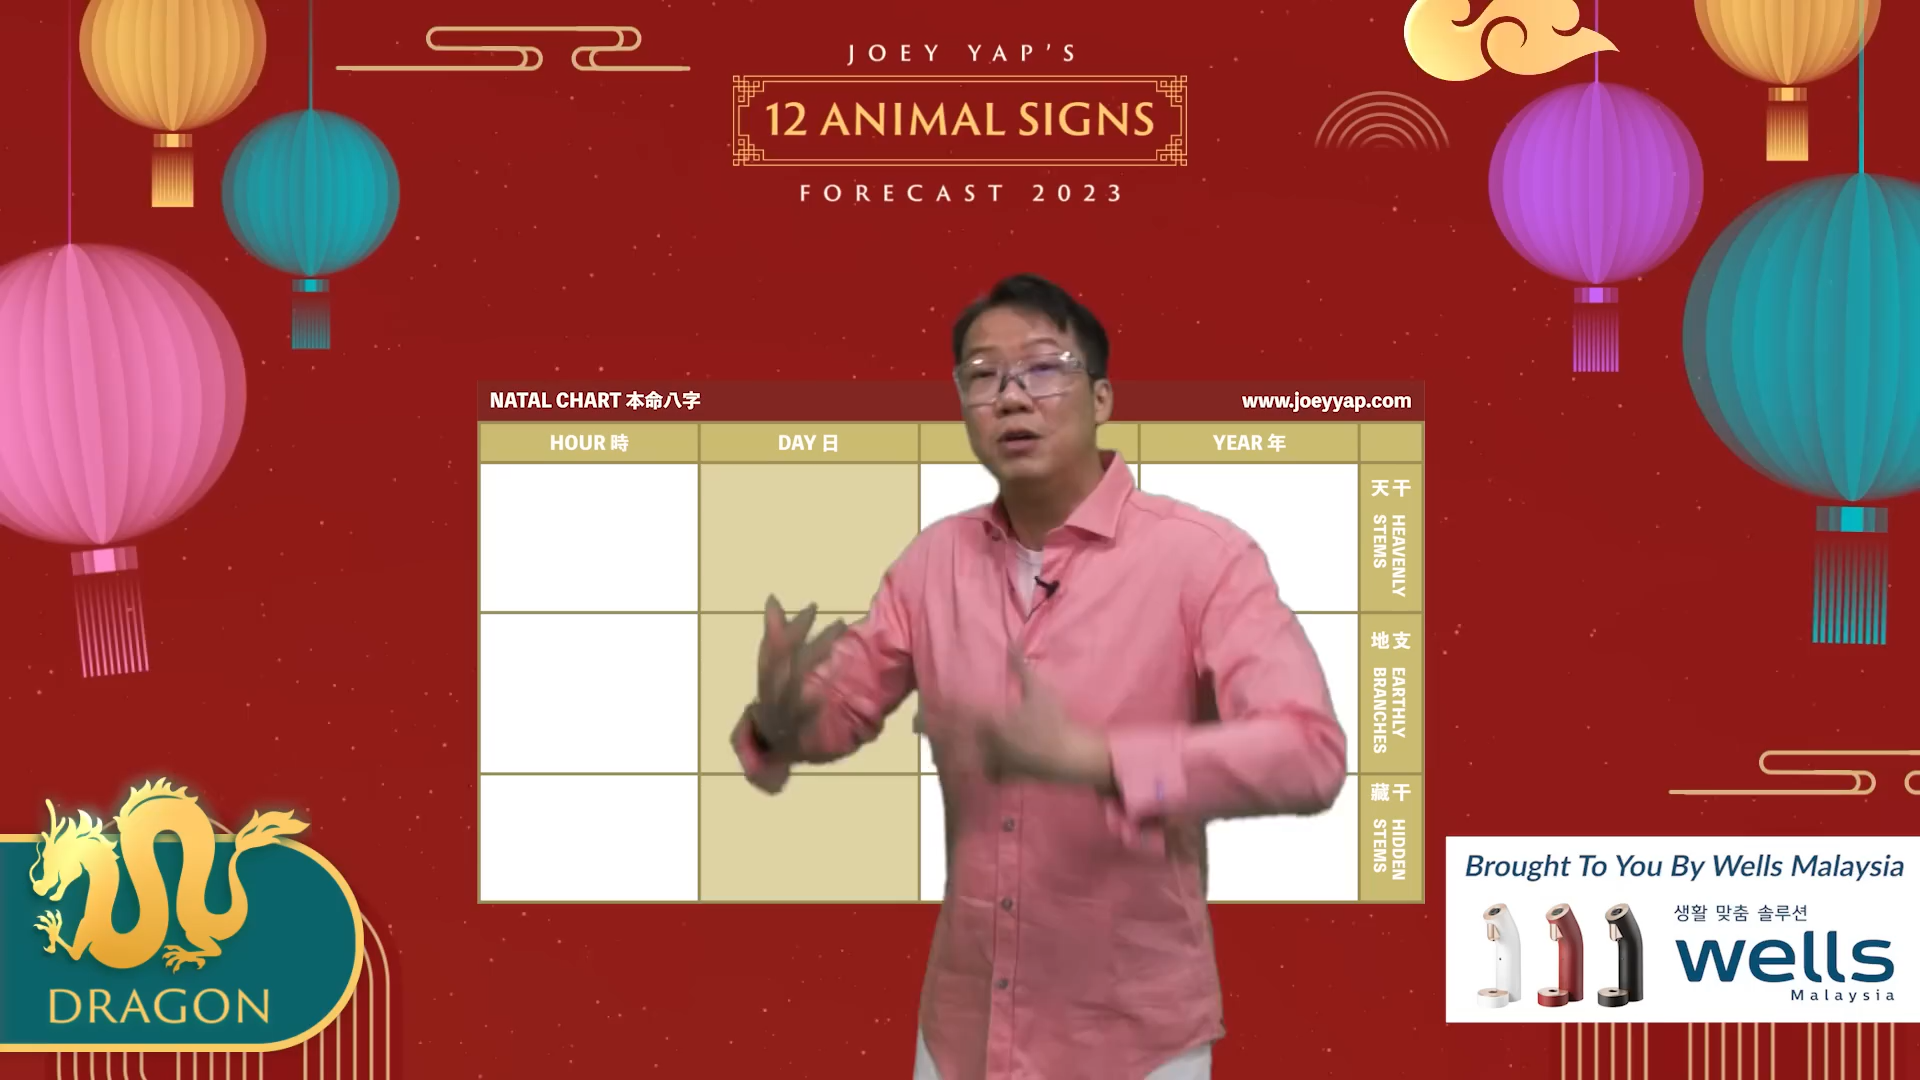 JOEY YAP'S
12 ANIMAL SIGNS
FORECAST 2023
NATAL CHART 本命八字
www.joeyyap.com
HOUR 時
DAY 日
YEAR 年
天干
HEAVENLY
STEMS
地支
EARTHLY
BRANCHES
藏干
HIDDEN
STEMS
DRAGON
Brought To You By Wells Malaysia
생활 맞춤 솔루션
wells
Malaysia